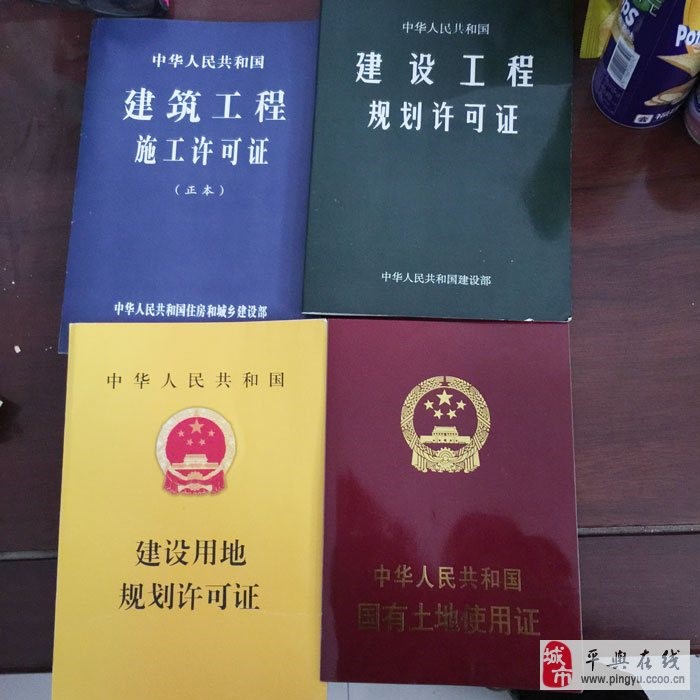 中华人民共和国
建筑工程
施工许可证
(正本)
中华人民共和国住房和城乡建设部
中华人民共和国
建设工程
规划许可证
中华人民共和国建设部
中华人民共和国
建设用地
规划许可证
中华人民共和国
国有土地使用证
城市
平舆在线
www.pingyu.ccoo.cn